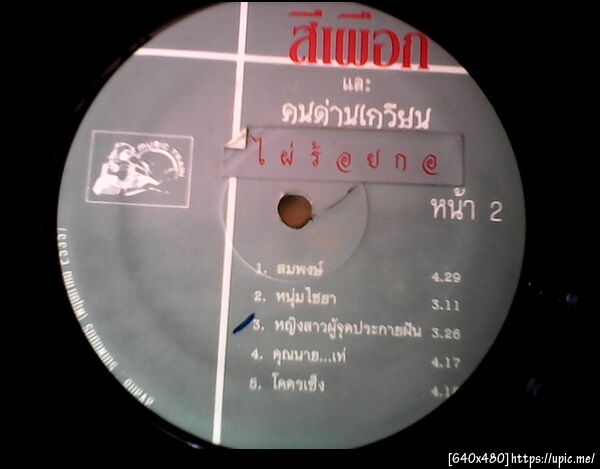 สีเผือก
และ
คนด่านเกวียน
ไผ่ร้อยกอ
MUSIC TRAIN
หน้า 2
1. สมพงษ์ 4.29
2. หนุ่มไชยา 3.11
3. หญิงสาวผู้จุดประกายฝัน 3.26
4. คุณนาย...เท่ 4.17
5. โคตรเซ็ง
[640x480]https://upic.me/